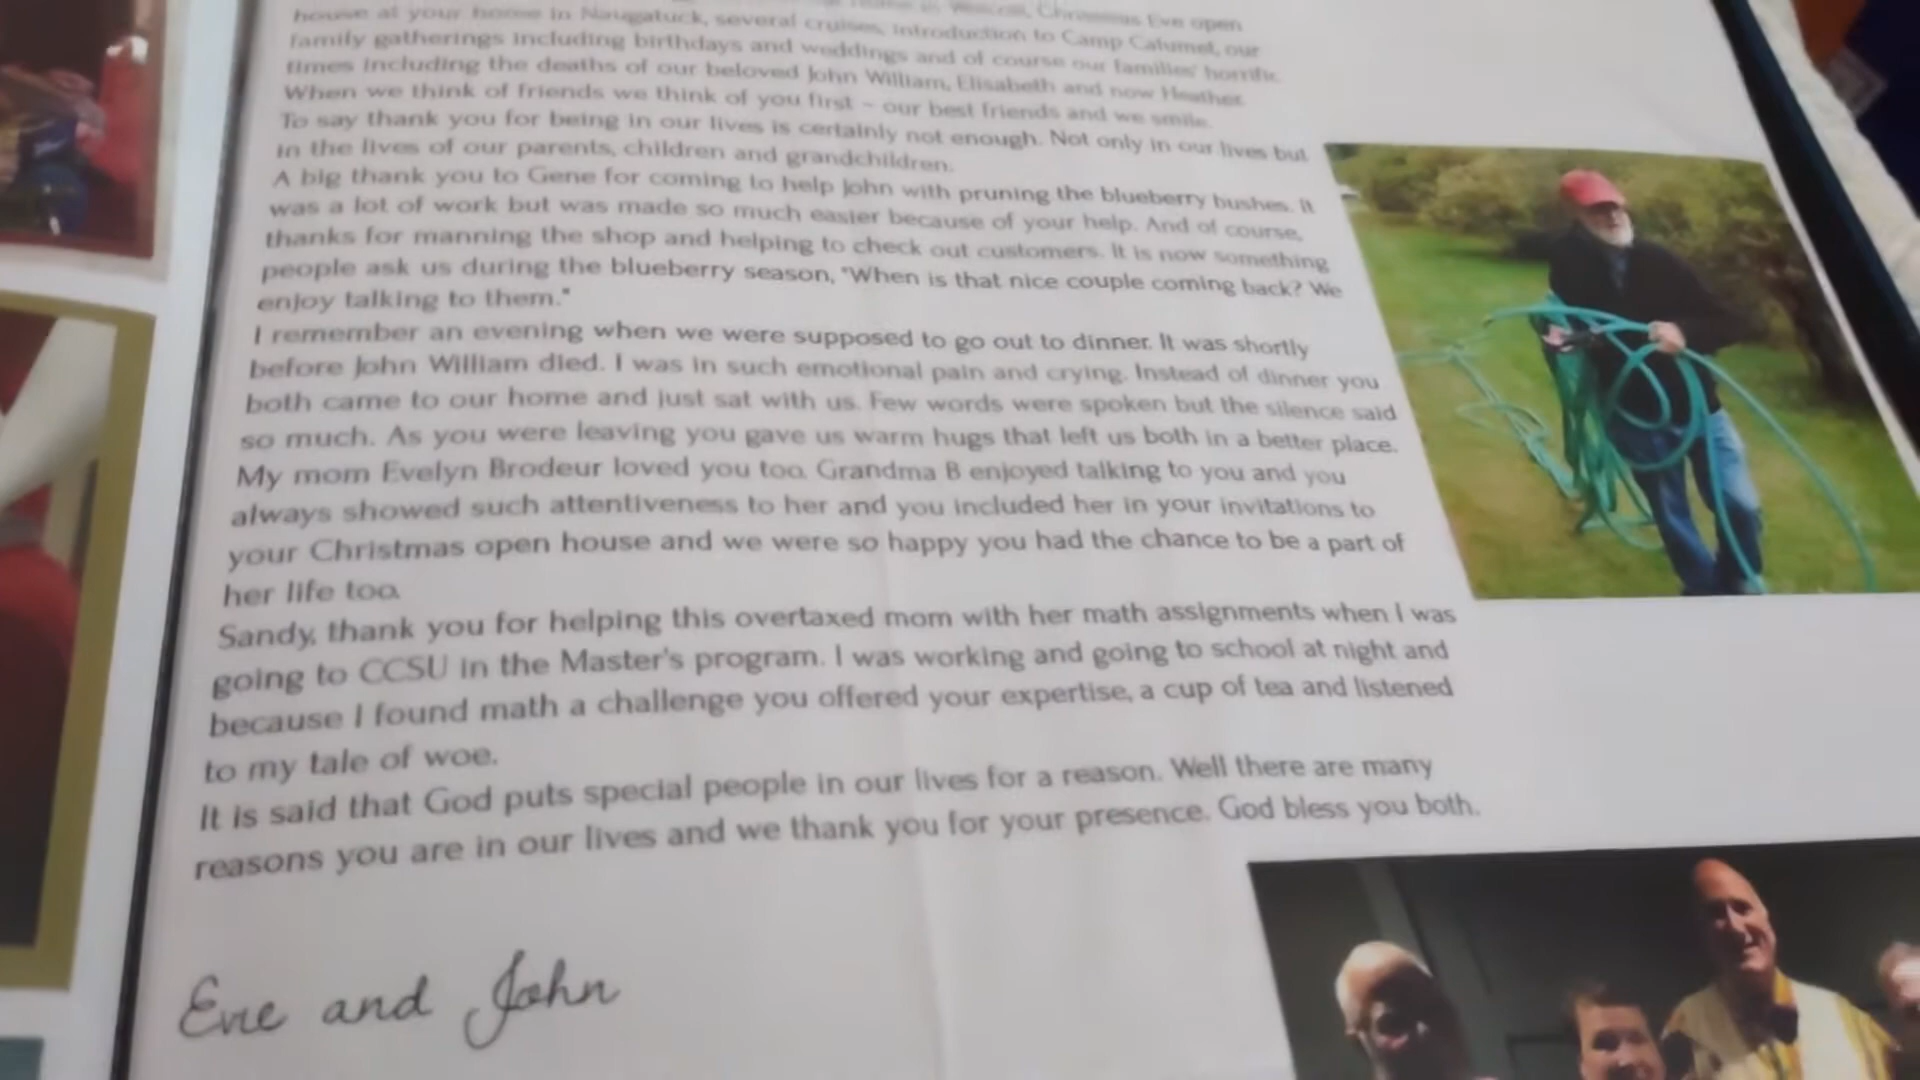 house at your home in Naugatuck, several cruises, introduction to Camp Calumet, our
family gatherings including birthdays and weddings and of course our families' horrific
times including the deaths of our beloved John William, Elisabeth and now Heather.
When we think of friends we think of you first – our best friends and we smile.
To say thank you for being in our lives is certainly not enough. Not only in our lives but
in the lives of our parents, children and grandchildren.
A big thank you to Gene for coming to help John with pruning the blueberry bushes. It
was a lot of work but was made so much easier because of your help. And of course,
thanks for manning the shop and helping to check out customers. It is now something
people ask us during the blueberry season, "When is that nice couple coming back? We
enjoy talking to them."
I remember an evening when we were supposed to go out to dinner. It was shortly
before John William died. I was in such emotional pain and crying. Instead of dinner you
both came to our home and just sat with us. Few words were spoken but the silence said
so much. As you were leaving you gave us warm hugs that left us both in a better place.
My mom Evelyn Brodeur loved you too. Grandma B enjoyed talking to you and you
always showed such attentiveness to her and you included her in your invitations to
your Christmas open house and we were so happy you had the chance to be a part of
her life too.
Sandy, thank you for helping this overtaxed mom with her math assignments when I was
going to CCSU in the Master's program. I was working and going to school at night and
because I found math a challenge you offered your expertise, a cup of tea and listened
to my tale of woe.
It is said that God puts special people in our lives for a reason. Well there are many
reasons you are in our lives and we thank you for your presence. God bless you both.
Evie and John